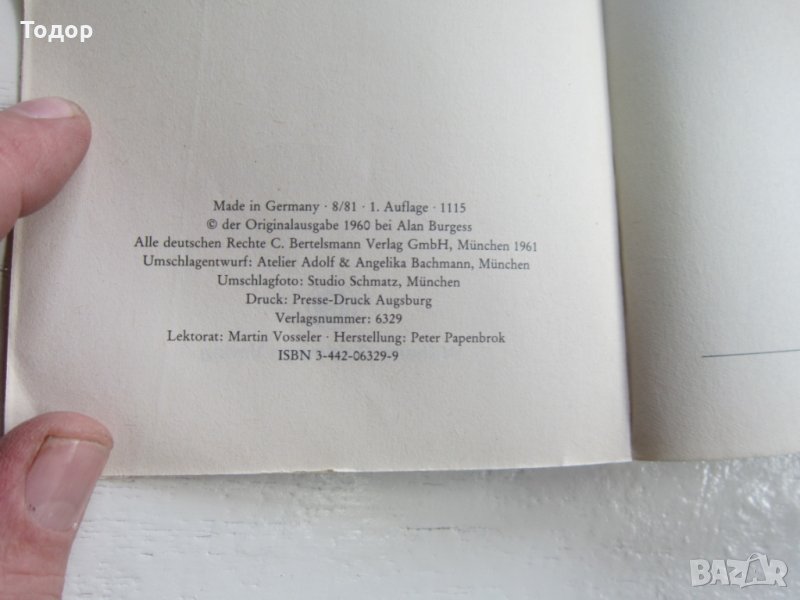 Тодор
Made in Germany · 8/81 · 1. Auflage · 1115
© der Originalausgabe 1960 bei Alan Burgess
Alle deutschen Rechte C. Bertelsmann Verlag GmbH, München 1961
Umschlagentwurf: Atelier Adolf & Angelika Bachmann, München
Umschlagfoto: Studio Schmatz, München
Druck: Presse-Druck Augsburg
Verlagsnummer: 6329
Lektorat: Martin Vosseler · Herstellung: Peter Papenbrok
ISBN 3-442-06329-9
BAZAR